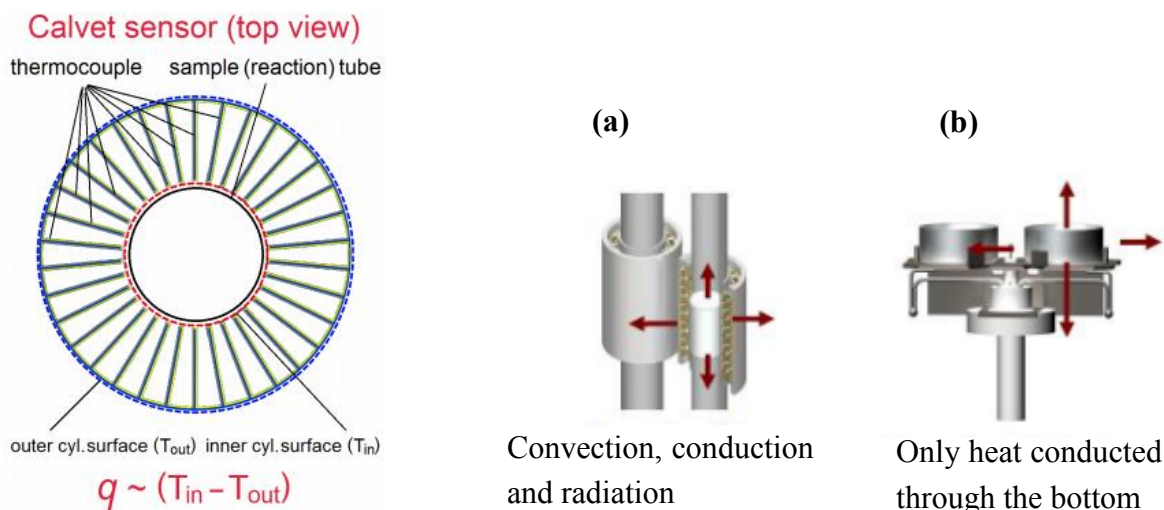 Calvet sensor (top view)
thermocouple sample (reaction) tube
outer cyl.surface (Tout) inner cyl.surface (Tin)
q ~ (Tin – Tout)
(a)
Convection, conduction
and radiation
(b)
Only heat conducted
through the bottom